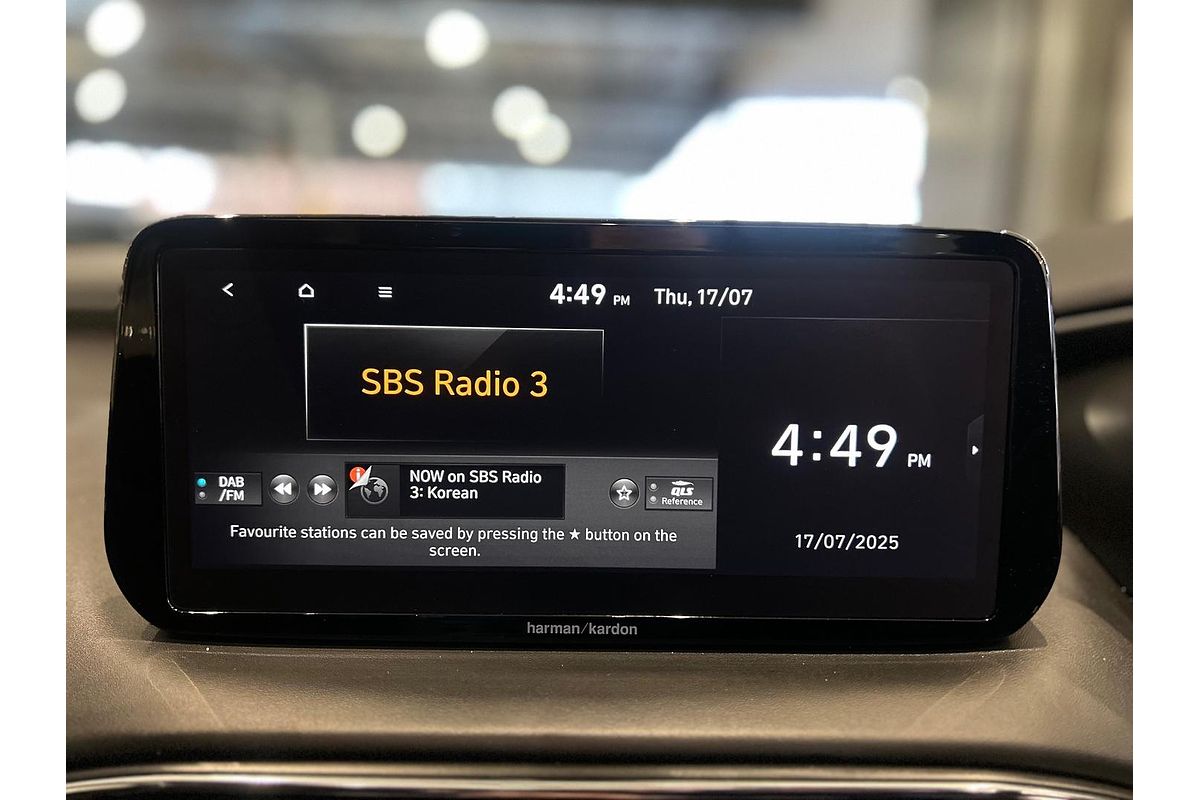 4:49 PM Thu, 17/07
SBS Radio 3
4:49 PM
17/07/2025
DAB
/FM
NOW on SBS Radio
3: Korean
QLS
Reference
Favourite stations can be saved by pressing the ★ button on the
screen.
harman/kardon